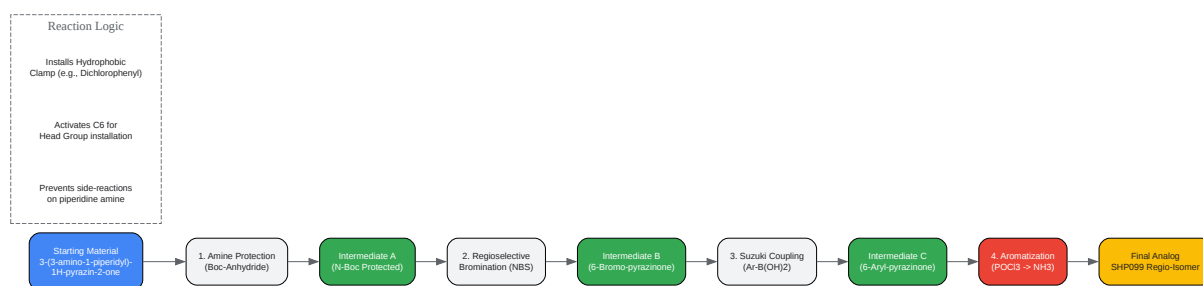 Reaction Logic
Installs Hydrophobic
Clamp (e.g., Dichlorophenyl)
Activates C6 for
Head Group installation
Prevents side-reactions
on piperidine amine
Starting Material
3-(3-amino-1-piperidyl)-
1H-pyrazin-2-one
1. Amine Protection
(Boc-Anhydride)
Intermediate A
(N-Boc Protected)
2. Regioselective
Bromination (NBS)
Intermediate B
(6-Bromo-pyrazinone)
3. Suzuki Coupling
(Ar-B(OH)2)
Intermediate C
(6-Aryl-pyrazinone)
4. Aromatization
(POCl3 -> NH3)
Final Analog
SHP099 Regio-Isomer